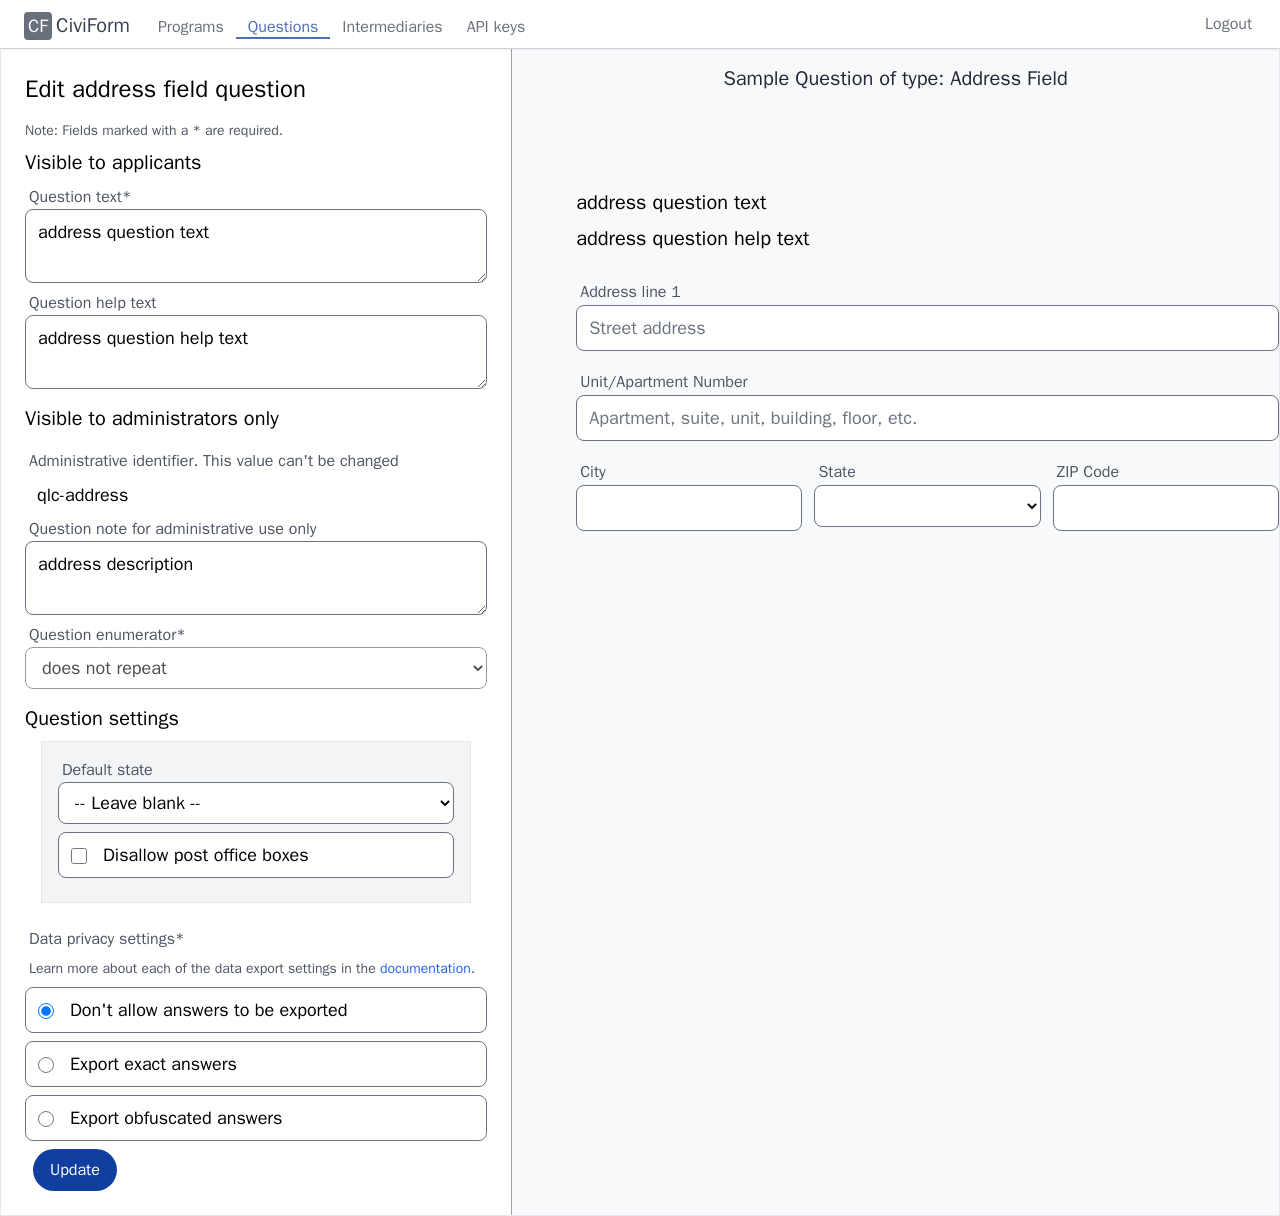 CF CiviForm Programs Questions Intermediaries API keys Logout
Edit address field question
Note: Fields marked with a * are required.
Visible to applicants
Question text*
address question text
Question help text
address question help text
Visible to administrators only
Administrative identifier. This value can't be changed
qlc-address
Question note for administrative use only
address description
Question enumerator*
does not repeat
Question settings
Default state
-- Leave blank --
Disallow post office boxes
Data privacy settings*
Learn more about each of the data export settings in the documentation.
Don't allow answers to be exported
Export exact answers
Export obfuscated answers
Update
Sample Question of type: Address Field
address question text
address question help text
Address line 1
Street address
Unit/Apartment Number
Apartment, suite, unit, building, floor, etc.
City State ZIP Code